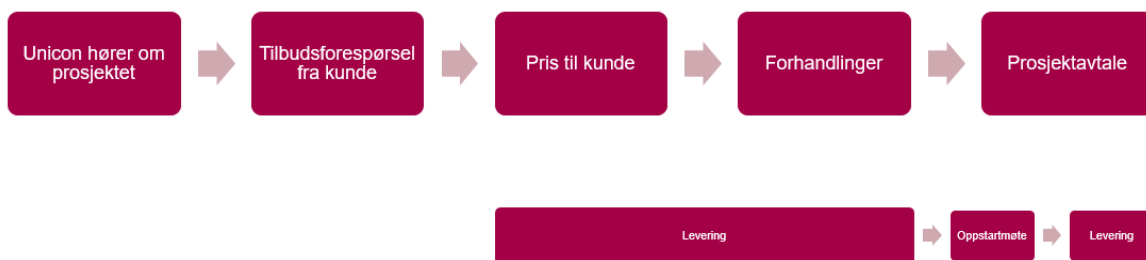 Unicon hører om
prosjektet
Tilbudsforespørsel
fra kunde
Pris til kunde
Forhandlinger
Prosjektavtale
Levering
Oppstartmøte
Levering